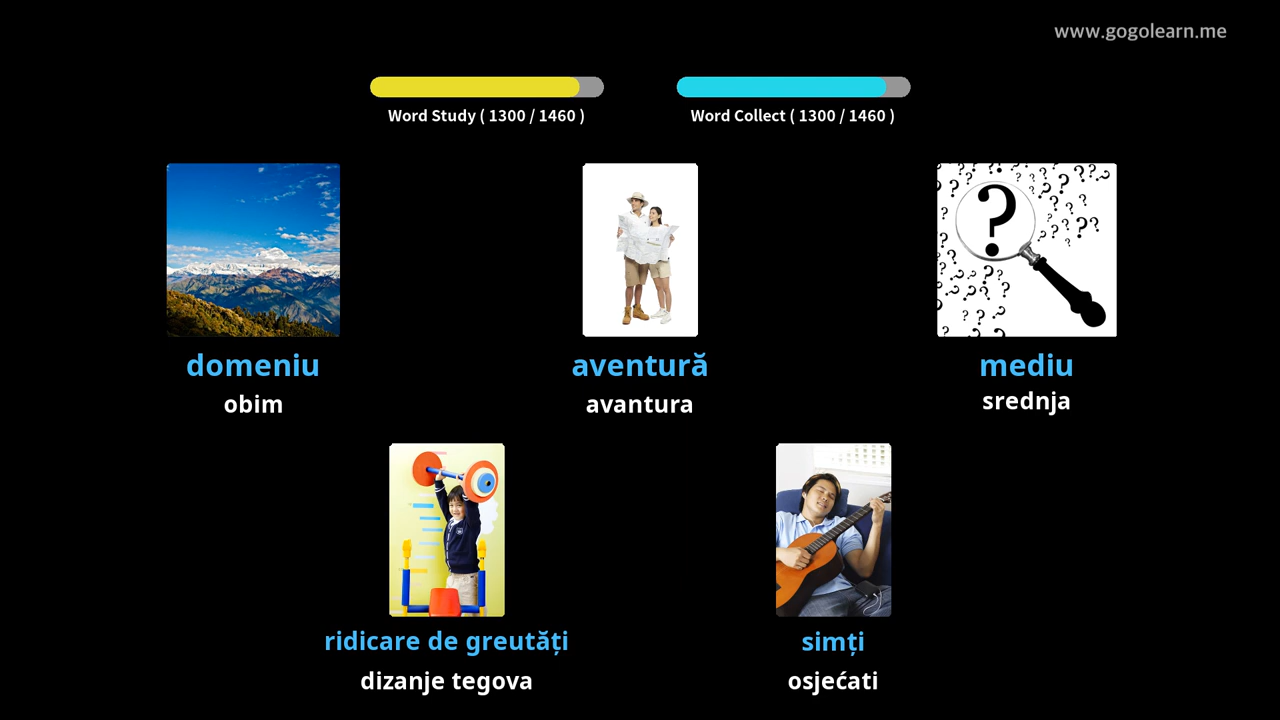 www.gogolearn.me
Word Study ( 1300 / 1460 )
Word Collect ( 1300 / 1460 )
domeniu
obim
aventură
avantura
mediu
srednja
ridicare de greutăți
dizanje tegova
simți
osjećati